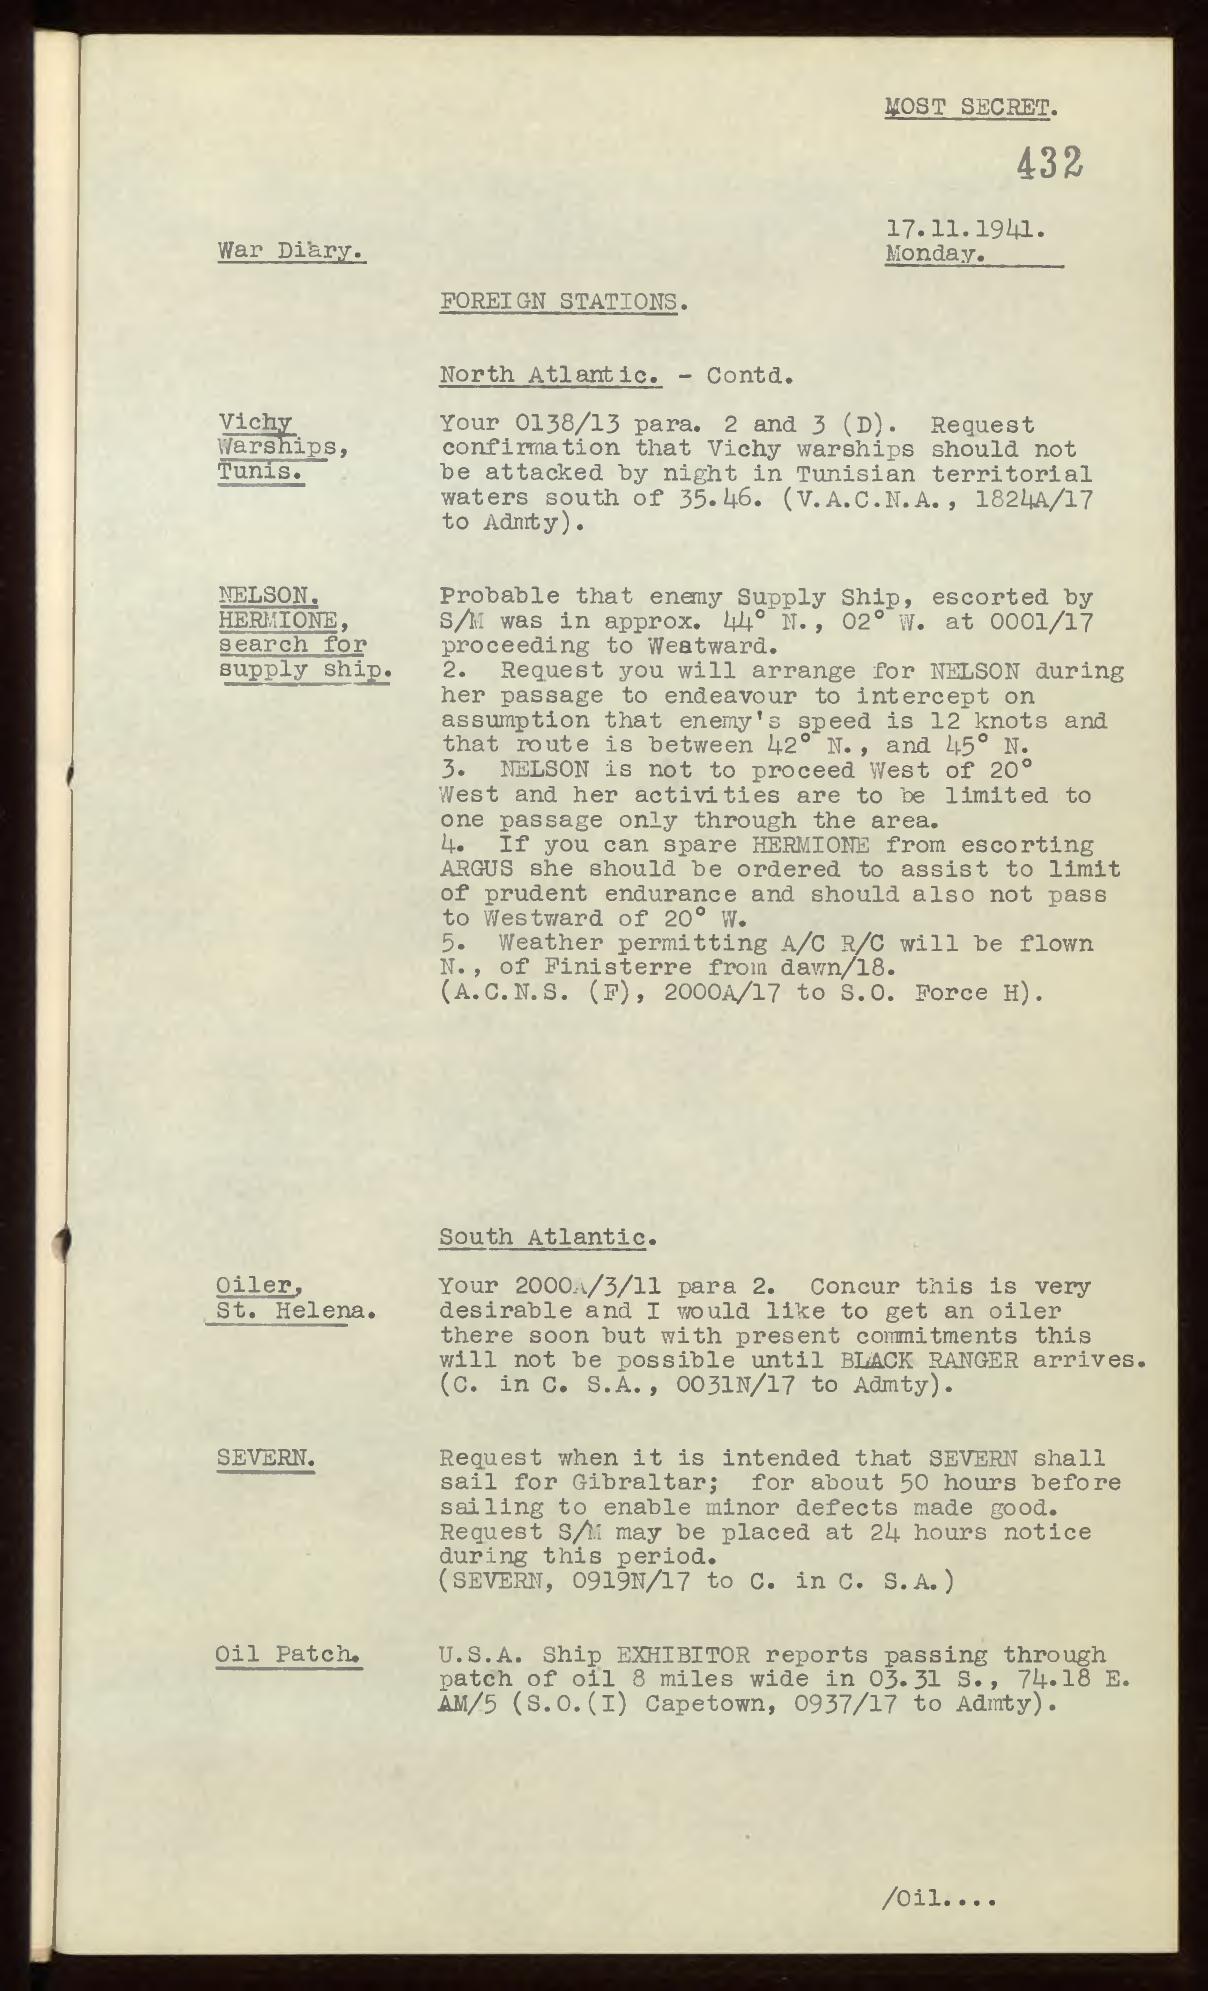 MOST SECRET.
432
17.11.1941.
War Diary.
Monday.
FOREIGN STATIONS.
North Atlantic. - Contd.
Vichy
Warships,
Tunis.
Your 0138/13 para. 2 and 3 (D). Request
confirmation that Vichy warships should not
be attacked by night in Tunisian territorial
waters south of 35.46. (V.A.C.N.A., 1824A/17
to Admty).
NELSON.
HERMIONE,
search for
supply ship.
Probable that enemy Supply Ship, escorted by
S/M was in approx. 44° N., 02° W. at 0001/17
proceeding to Westward.
2. Request you will arrange for NELSON during
her passage to endeavour to intercept on
assumption that enemy's speed is 12 knots and
that route is between 42° N., and 45° N.
3. NELSON is not to proceed West of 20°
West and her activities are to be limited to
one passage only through the area.
4. If you can spare HERMIONE from escorting
ARGUS she should be ordered to assist to limit
of prudent endurance and should also not pass
to Westward of 20° W.
5. Weather permitting A/C R/C will be flown
N., of Finisterre from dawn/18.
(A.C.N.S. (F), 2000A/17 to S.O. Force H).
South Atlantic.
Oiler,
St. Helena.
Your 2000A/3/11 para 2. Concur this is very
desirable and I would like to get an oiler
there soon but with present commitments this
will not be possible until BLACK RANGER arrives.
(C. in C. S.A., 0031N/17 to Admty).
SEVERN.
Request when it is intended that SEVERN shall
sail for Gibraltar; for about 50 hours before
sailing to enable minor defects made good.
Request S/M may be placed at 24 hours notice
during this period.
(SEVERN, 0919N/17 to C. in C. S.A.)
Oil Patch.
U.S.A. Ship EXHIBITOR reports passing through
patch of oil 8 miles wide in 03.31 S., 74.18 E.
AM/5 (S.O.(I) Capetown, 0937/17 to Admty).
/Oil....